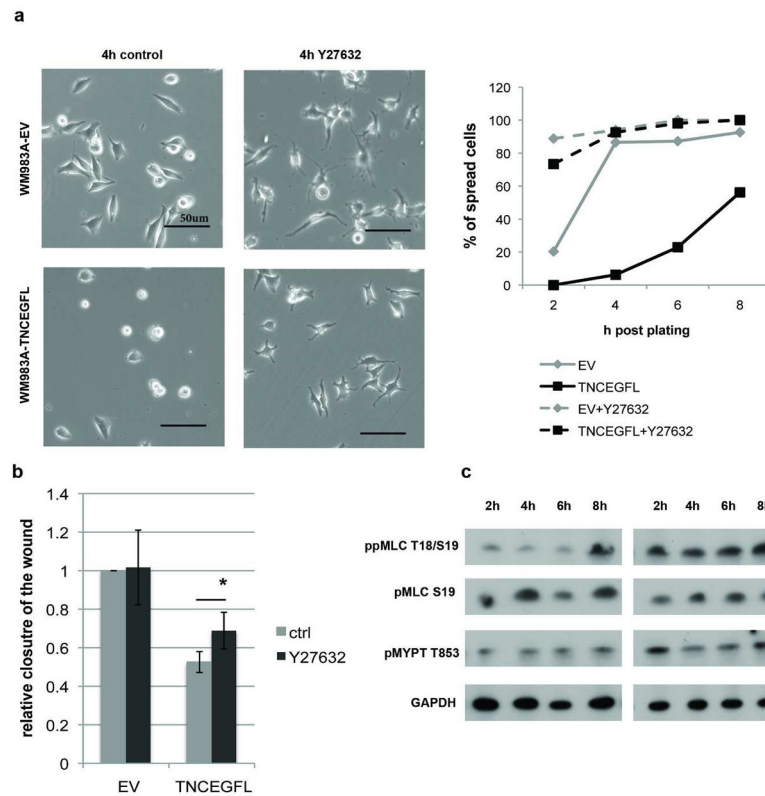 a
4h control
4h Y27632
WM983A-EV
50um
WM983A-TNCEGFL
120
100
80
60
40
20
0
% of spread cells
2 4 6 8
h post plating
EV
TNCEGFL
EV+Y27632
TNCEGFL+Y27632
b
1.4
1.2
1
0.8
0.6
0.4
0.2
0
relative closutre of the wound
*
EV TNCEGFL
ctrl
Y27632
c
2h 4h 6h 8h 2h 4h 6h 8h
ppMLC T18/S19
pMLC S19
pMYPT T853
GAPDH